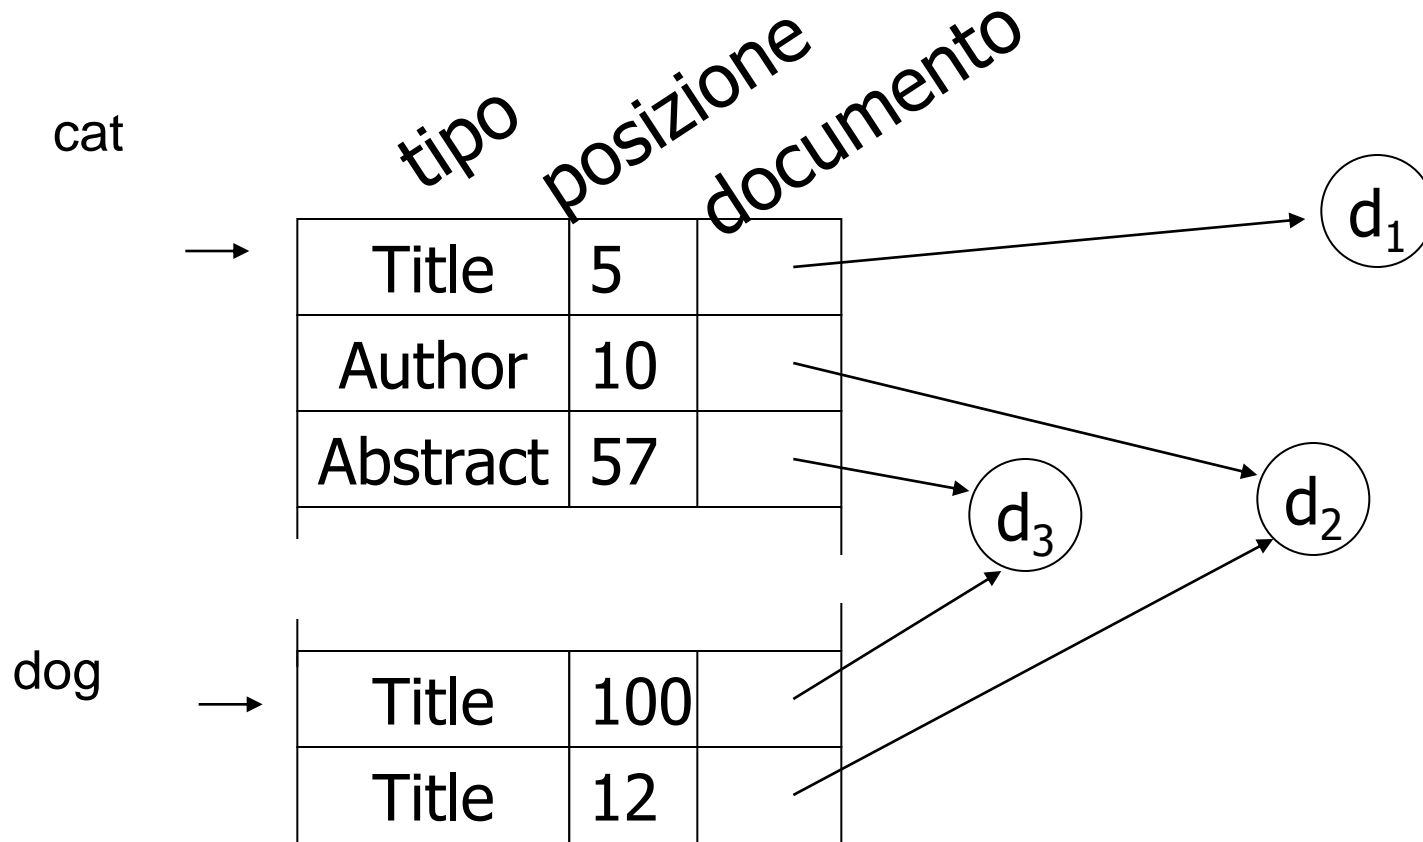 tipo posizione documento
cat
Title 5 d1
Author 10
Abstract 57 d3 d2
dog
Title 100
Title 12